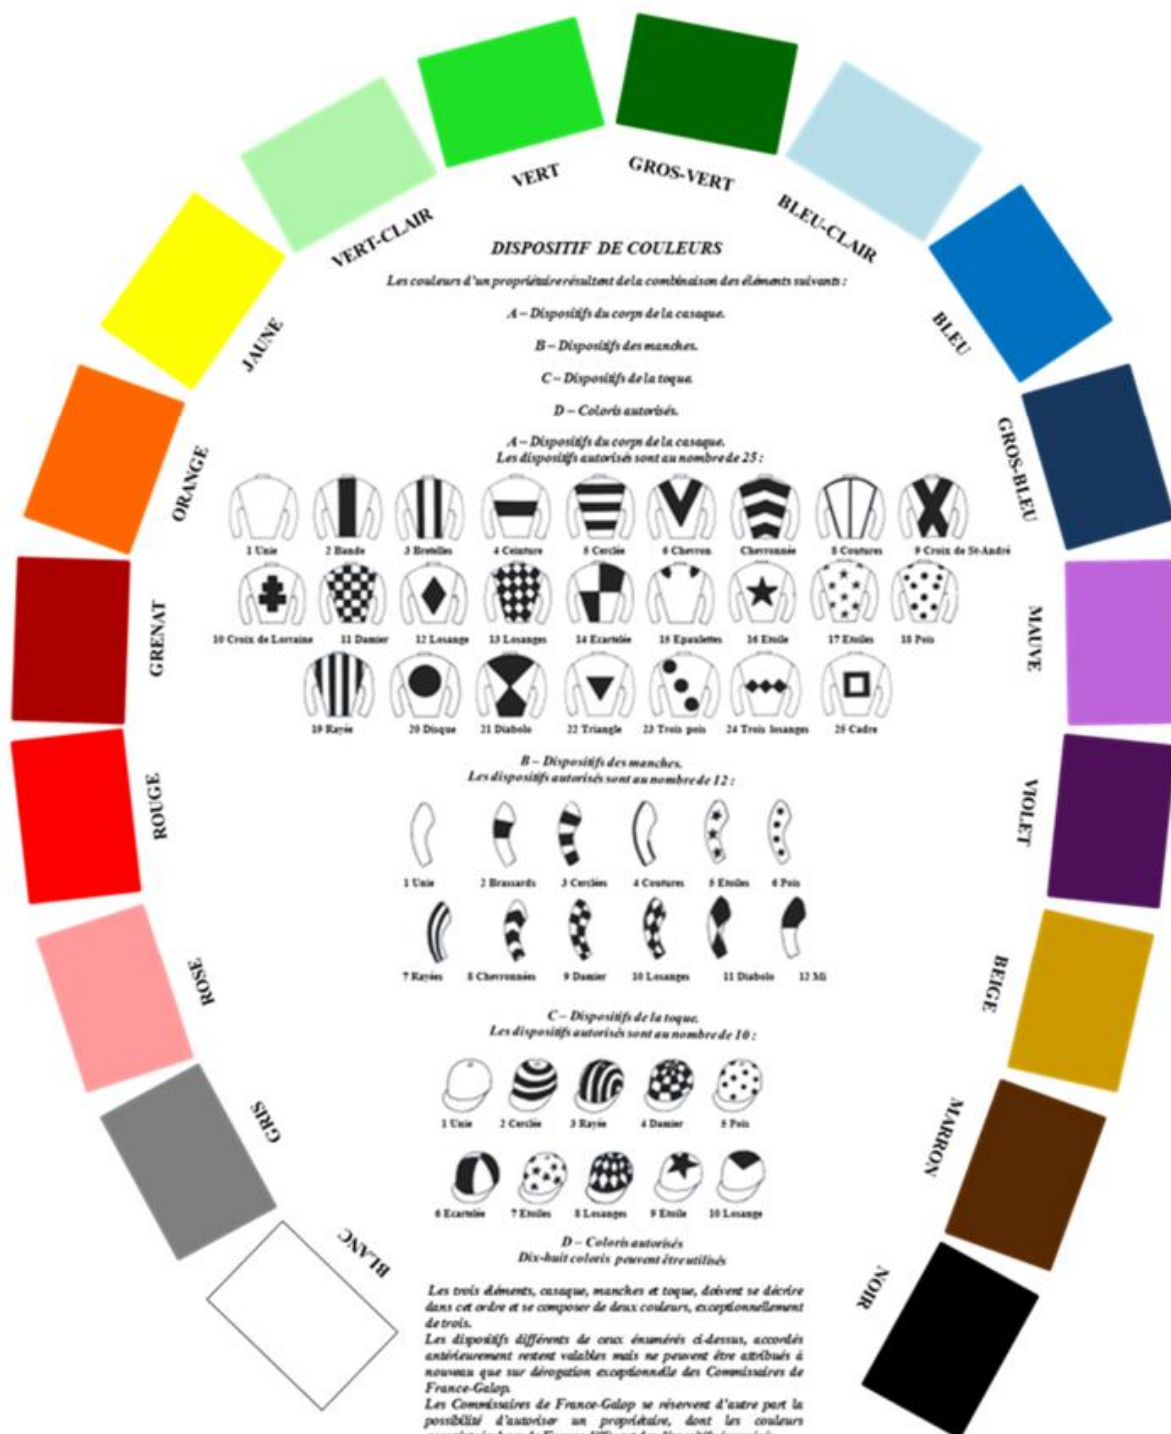 VERT
GROS-VERT
VERT-CLAIR
BLEU-CLAIR
JAUNE
BLEU
ORANGE
GROS-BLEU
GRENAT
MAUVE
ROUGE
VIOLET
ROSE
BEIGE
GRIS
MARRON
BLANC
NOIR
DISPOSITIF DE COULEURS
Les couleurs d'un propriétaire résultent de la combinaison des éléments suivants :
A – Dispositifs du corps de la casaque.
B – Dispositifs des manches.
C – Dispositifs de la toque.
D – Coloris autorisés.
A – Dispositifs du corps de la casaque.
Les dispositifs autorisés sont au nombre de 25 :
1 Unie 2 Bande 3 Bretelles 4 Ceinture 5 Cerclée 6 Chevron Chevronnée 8 Coutures 9 Croix de St-André
10 Croix de Lorraine 11 Damier 12 Losange 13 Losanges 14 Ecartelée 15 Epaulettes 16 Etoile 17 Etoiles 18 Pois
19 Rayée 20 Disque 21 Diabolo 22 Triangle 23 Trois pois 24 Trois losanges 25 Cadre
B – Dispositifs des manches.
Les dispositifs autorisés sont au nombre de 12 :
1 Unie 2 Brassards 3 Cerclées 4 Coutures 5 Etoiles 6 Pois
7 Rayées 8 Chevronnées 9 Damier 10 Losanges 11 Diabolo 12 Mi
C – Dispositifs de la toque.
Les dispositifs autorisés sont au nombre de 10 :
1 Unie 2 Cerclée 3 Rayée 4 Damier 5 Pois
6 Ecartelée 7 Etoiles 8 Losanges 9 Etoile 10 Losange
D – Coloris autorisés
Dix-huit coloris peuvent être utilisés
Les trois éléments, casaque, manches et toque, doivent se décrire
dans cet ordre et se composer de deux couleurs, exceptionnellement
de trois.
Les dispositifs différents de ceux énumérés ci-dessus, accordés
antérieurement restent valables mais ne peuvent être attribués à
nouveau que sur dérogation exceptionnelle des Commissaires de
France-Galop.
Les Commissaires de France-Galop se réservent d'autre part la
possibilité d'autoriser un propriétaire, dont les couleurs